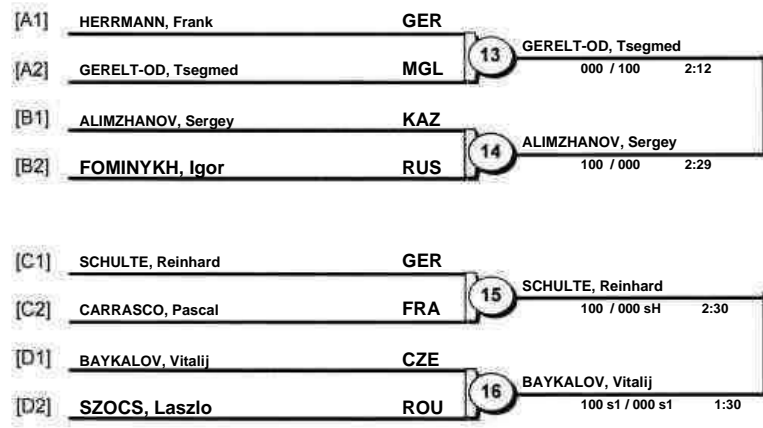 [A1] HERRMANN, Frank GER
13 GERELT-OD, Tsegmed
000 / 100 2:12
[A2] GERELT-OD, Tsegmed MGL
[B1] ALIMZHANOV, Sergey KAZ
14 ALIMZHANOV, Sergey
100 / 000 2:29
[B2] FOMINYKH, Igor RUS
[C1] SCHULTE, Reinhard GER
15 SCHULTE, Reinhard
100 / 000 sH 2:30
[C2] CARRASCO, Pascal FRA
[D1] BAYKALOV, Vitalij CZE
16 BAYKALOV, Vitalij
100 s1 / 000 s1 1:30
[D2] SZOCS, Laszlo ROU